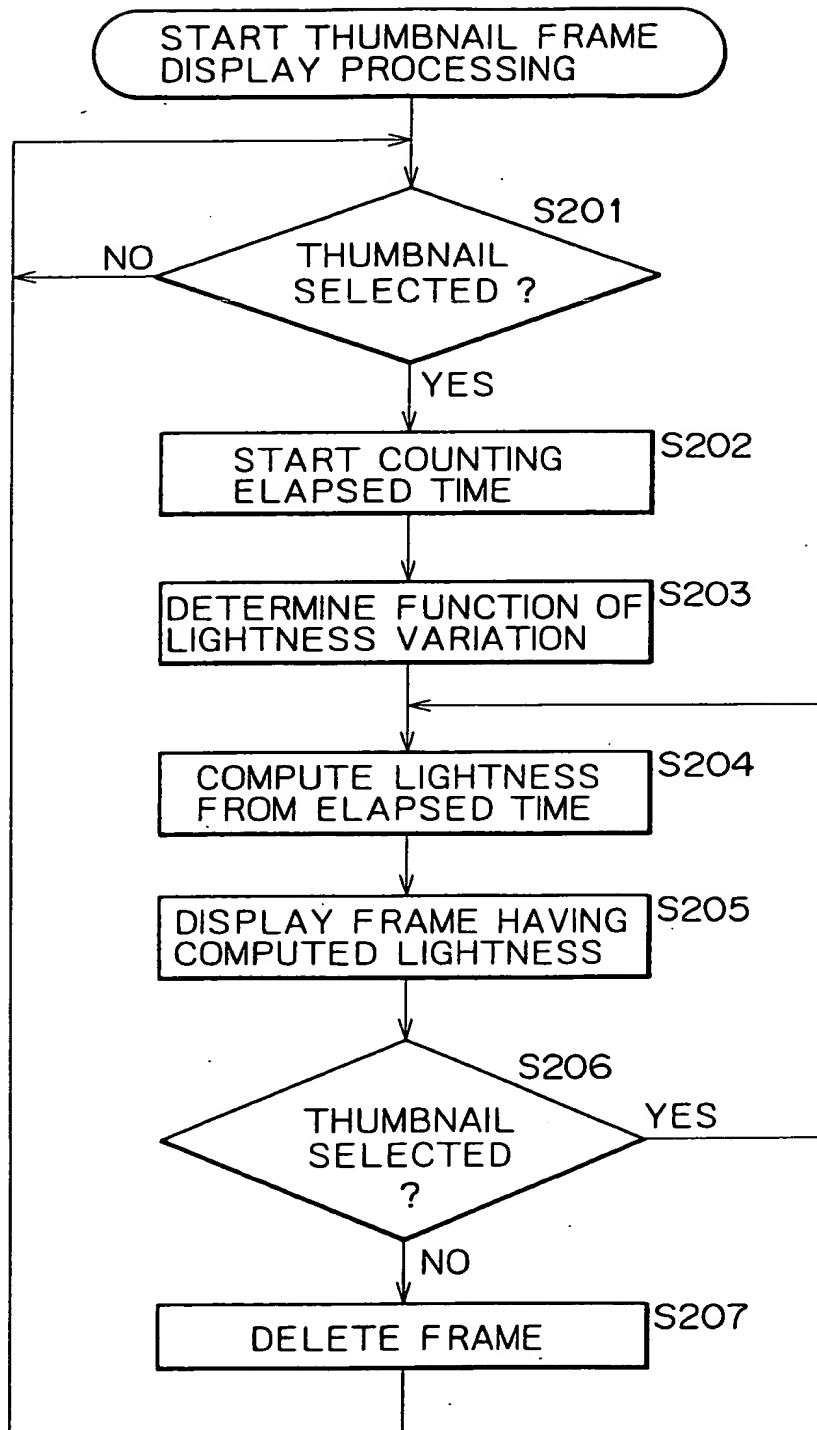 START THUMBNAIL FRAME
DISPLAY PROCESSING
S201
NO
THUMBNAIL
SELECTED ?
YES
S202
START COUNTING
ELAPSED TIME
S203
DETERMINE FUNCTION OF
LIGHTNESS VARIATION
S204
COMPUTE LIGHTNESS
FROM ELAPSED TIME
S205
DISPLAY FRAME HAVING
COMPUTED LIGHTNESS
S206
YES
THUMBNAIL
SELECTED
?
NO
S207
DELETE FRAME